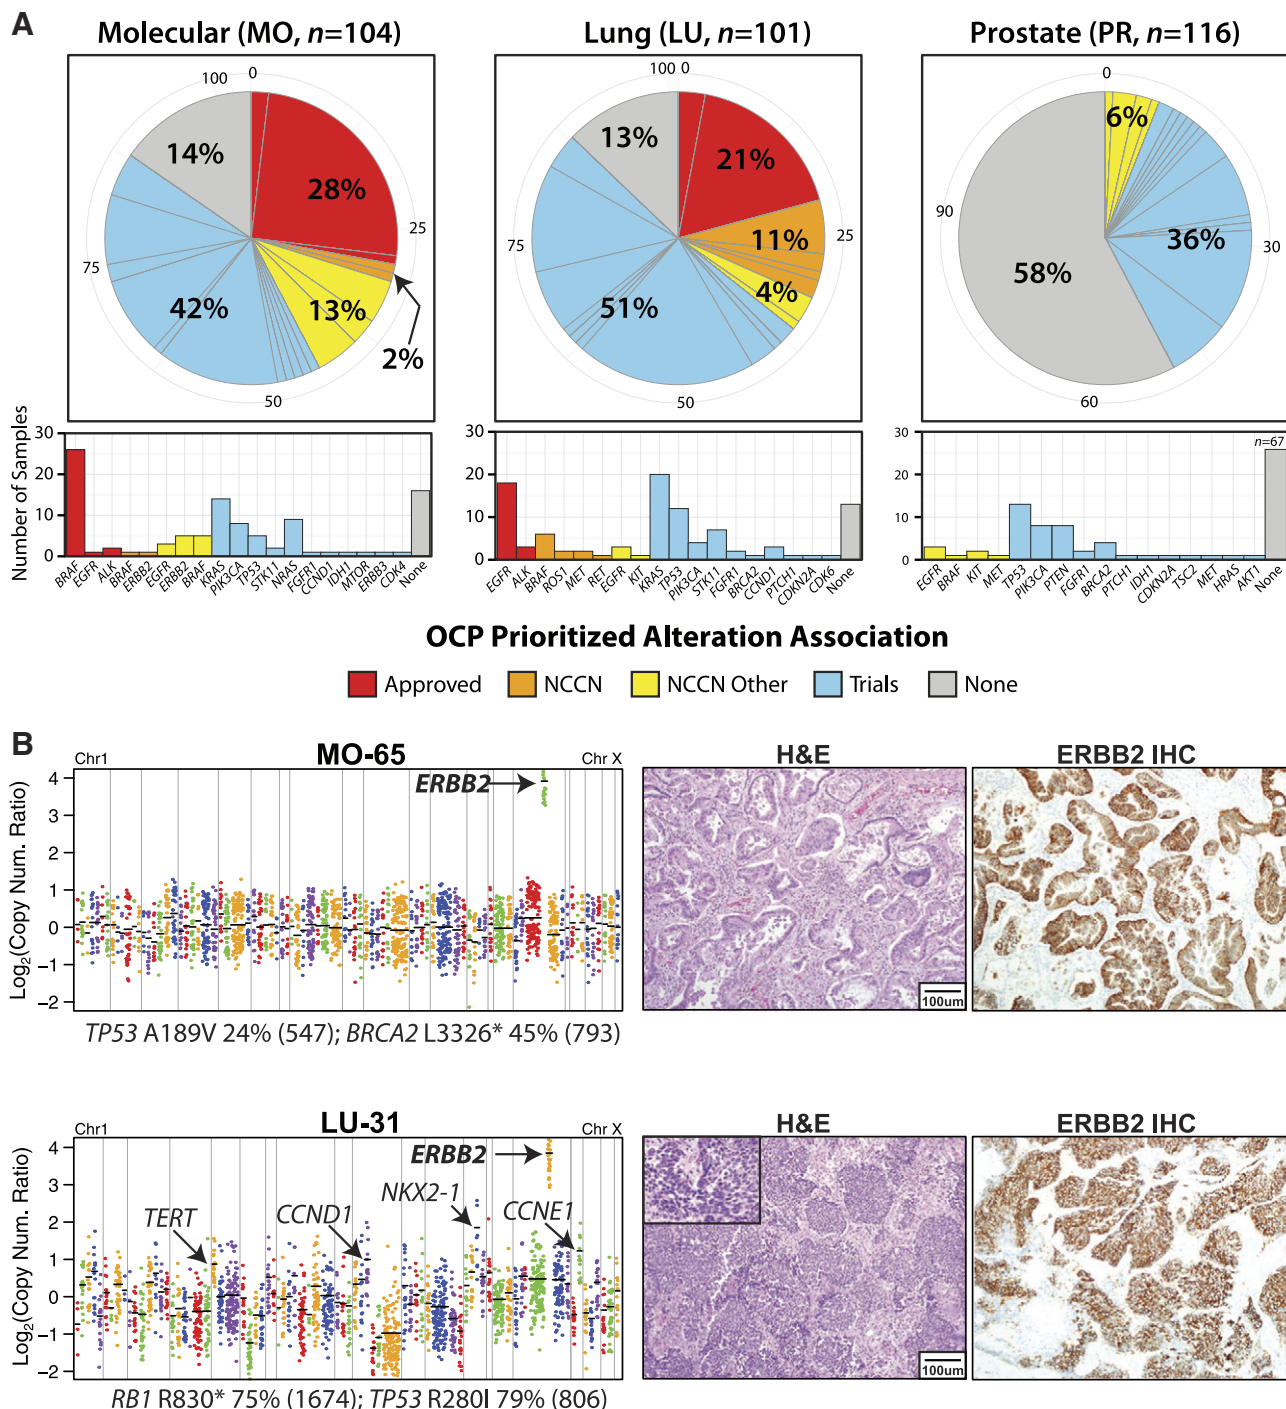 A
Molecular (MO, n=104)
Lung (LU, n=101)
Prostate (PR, n=116)
100 0
14% 28%
25
75
42% 13%
2%
50
100 0
13% 21%
11% 25
75
4%
51%
50
0
6%
90
36% 30
58%
60
Number of Samples
30
20
10
0
BRAF EGFR ALK BRAF ERBB2 EGFR ERBB2 BRAF KRAS PIK3CA TP53 STK11 NRAS FGFR1 CCND1 IDH1 MTOR ERBB3 CDK4 None
30
20
10
0
EGFR ALK BRAF ROS1 MET RET EGFR KIT KRAS TP53 PIK3CA STK11 FGFR1 BRCA2 CCND1 PTCH1 CDKN2A CDK6 None
30
20
10
0
n=67
EGFR BRAF KIT MET TP53 PIK3CA PTEN FGFR1 BRCA2 PTCH1 IDH1 CDKN2A TSC2 MET HRAS AKT1 None
OCP Prioritized Alteration Association
Approved NCCN NCCN Other Trials None
B
Chr1 MO-65 Chr X
Log2(Copy Num. Ratio)
4
3
2
1
0
−1
−2
ERBB2
TP53 A189V 24% (547); BRCA2 L3326* 45% (793)
H&E
100um
ERBB2 IHC
Chr1 LU-31 Chr X
Log2(Copy Num. Ratio)
4
3
2
1
0
−1
−2
ERBB2
NKX2-1
TERT CCND1 CCNE1
RB1 R830* 75% (1674); TP53 R280I 79% (806)
H&E
100um
ERBB2 IHC